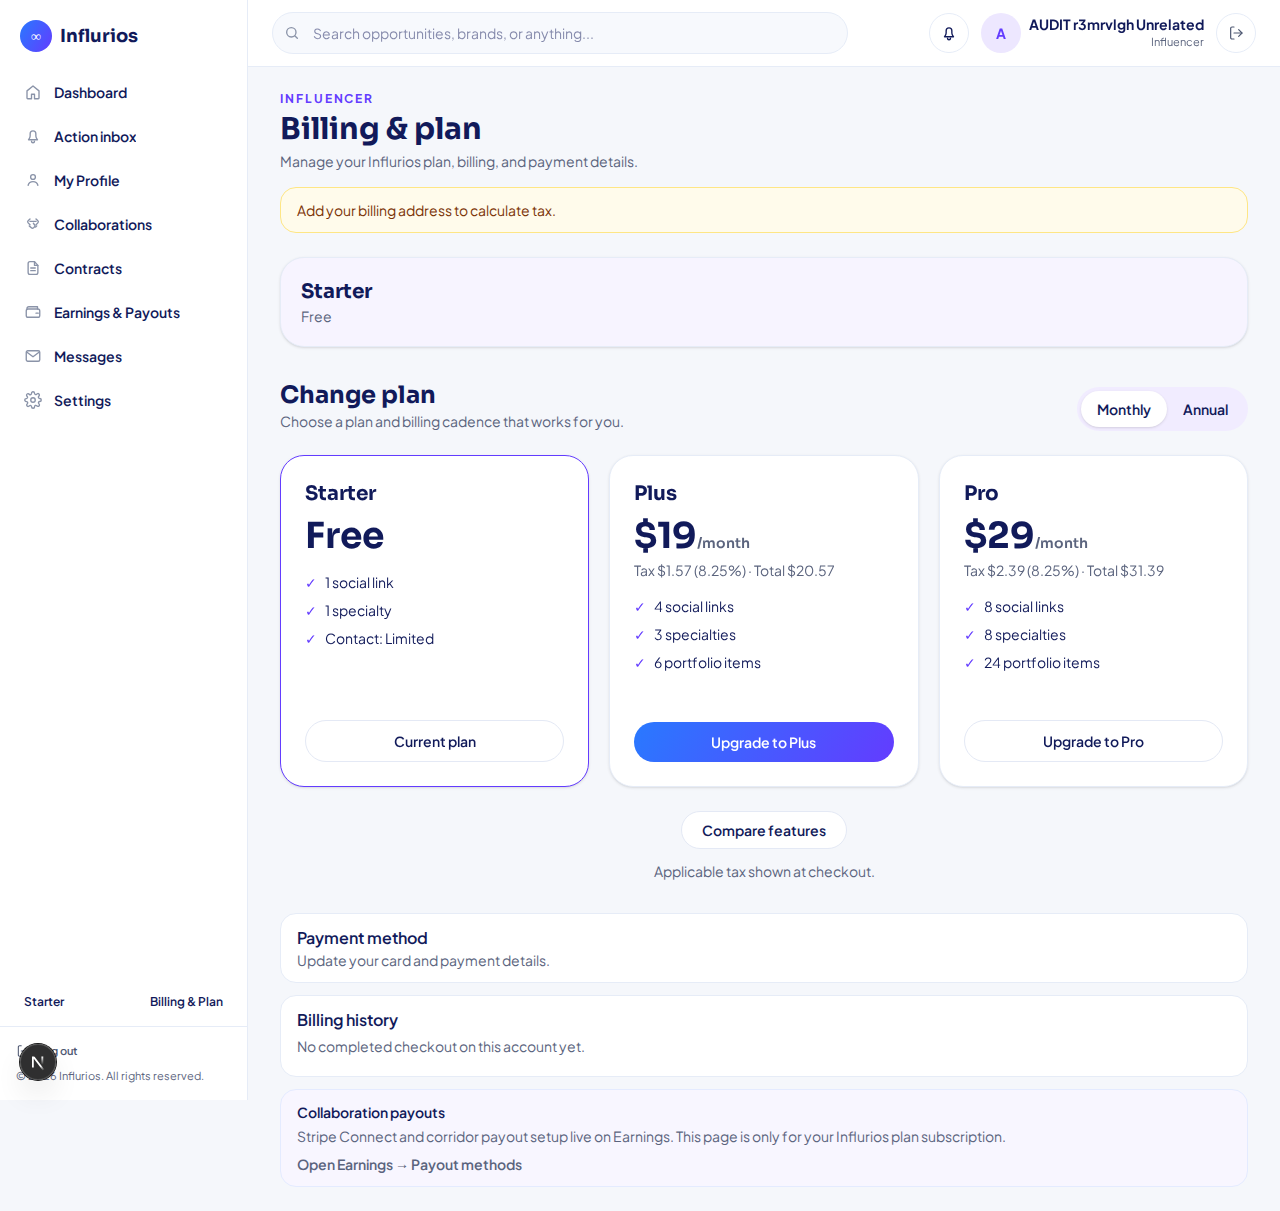 Influrios
Search opportunities, brands, or anything...
A
AUDIT r3mrvlgh Unrelated
Influencer
Dashboard
Action inbox
My Profile
Collaborations
Contracts
Earnings & Payouts
Messages
Settings
INFLUENCER
Billing & plan
Manage your Influrios plan, billing, and payment details.
Add your billing address to calculate tax.
Starter
Free
Change plan
Choose a plan and billing cadence that works for you.
Monthly
Annual
Starter
Free
✓ 1 social link
✓ 1 specialty
✓ Contact: Limited
Current plan
Plus
$19/month
Tax $1.57 (8.25%) · Total $20.57
✓ 4 social links
✓ 3 specialties
✓ 6 portfolio items
Upgrade to Plus
Pro
$29/month
Tax $2.39 (8.25%) · Total $31.39
✓ 8 social links
✓ 8 specialties
✓ 24 portfolio items
Upgrade to Pro
Compare features
Applicable tax shown at checkout.
Payment method
Update your card and payment details.
Billing history
No completed checkout on this account yet.
Collaboration payouts
Stripe Connect and corridor payout setup live on Earnings. This page is only for your Influrios plan subscription.
Open Earnings → Payout methods
Starter
Billing & Plan
out
N
© Influrios. All rights reserved.